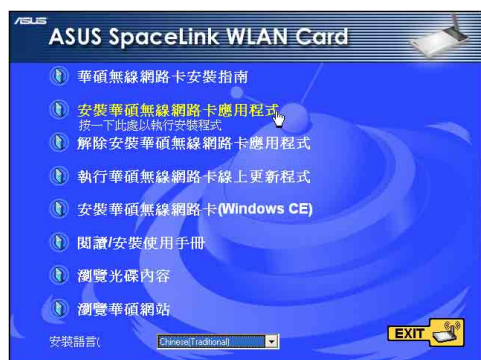 ASUS
ASUS SpaceLink WLAN Card
華碩無線網路卡安裝指南
安裝華碩無線網路卡應用程式
按一下此處以執行安裝程式
解除安裝華碩無線網路卡應用程式
執行華碩無線網路卡線上更新程式
安裝華碩無線網路卡(Windows CE)
閱讀/安裝使用手冊
瀏覽光碟內容
瀏覽華碩網站
安裝語言(
Chinese(Traditional)
EXIT